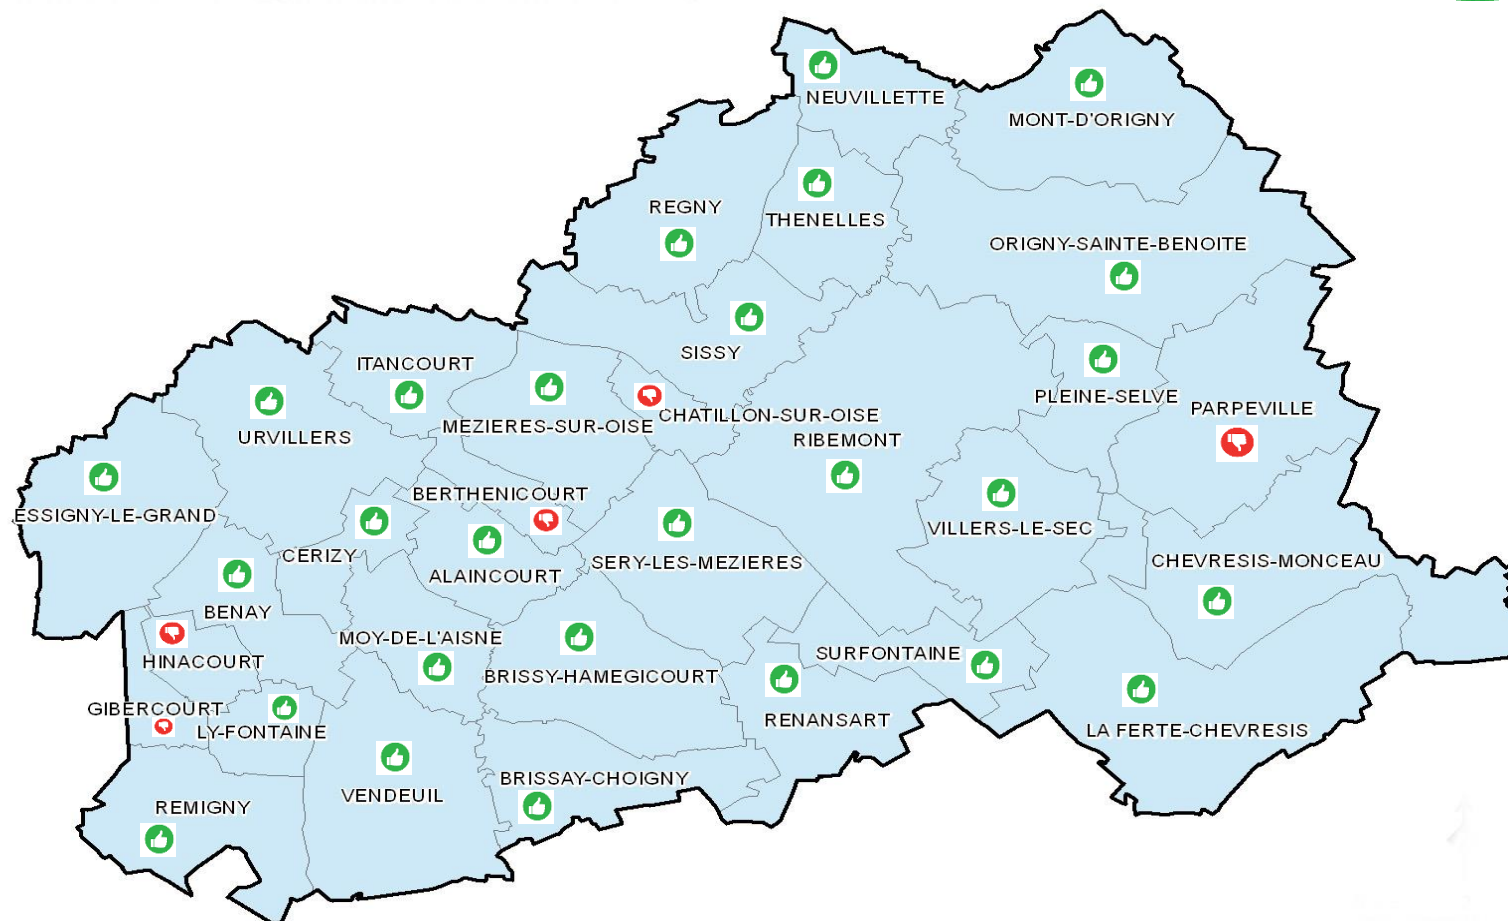 NEUVILLETTE
MONT-D'ORIGNY
REGNY
THENELLES
ORIGNY-SAINTE-BENOITE
SISSY
ITANCOURT
PLEINE-SELVE
PARPEVILLE
CHATILLON-SUR-OISE
MEZIERES-SUR-OISE
URVILLERS
RIBEMONT
BERTHENICOURT
ESSIGNY-LE-GRAND
VILLERS-LE-SEC
CERIZY
SERY-LES-MEZIERES
CHEVRESIS-MONCEAU
ALAINCOURT
BENAY
MOY-DE-L'AISNE
SURFONTAINE
HINACOURT
BRISSY-HAMEGICOURT
GIBERCOURT
RENANSART
LY-FONTAINE
LA FERTE-CHEVRESIS
BRISSAY-CHOIGNY
VENDEUIL
REMIGNY